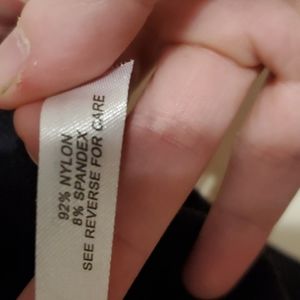 92% NYLON
8% SPANDEX
SEE REVERSE FOR CARE